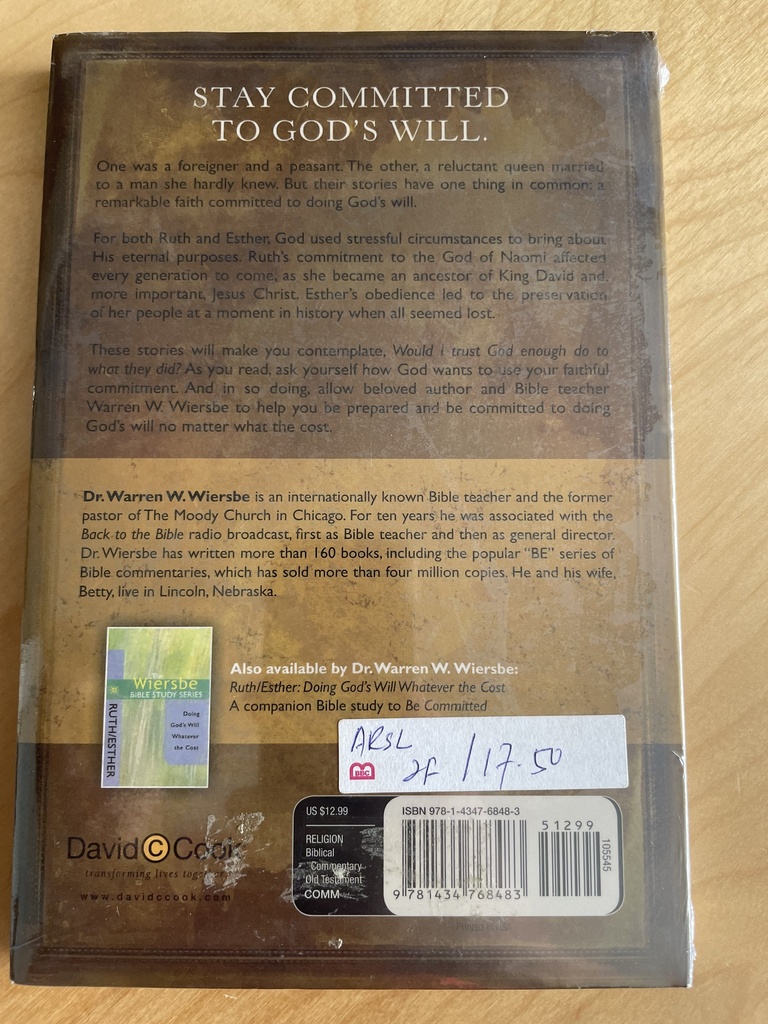 STAY COMMITTED
TO GOD'S WILL.
One was a foreigner and a peasant. The other, a reluctant queen married
to a man she hardly knew. But their stories have one thing in common: a
remarkable faith committed to doing God's will.
For both Ruth and Esther, God used stressful circumstances to bring about
His eternal purposes. Ruth's commitment to the God of Naomi affected
every generation to come, as she became an ancestor of King David and,
more important, Jesus Christ. Esther's obedience led to the preservation
of her people at a moment in history when all seemed lost.
These stories will make you contemplate, Would I trust God enough do to
what they did? As you read, ask yourself how God wants to use your faithful
commitment. And in so doing, allow beloved author and Bible teacher
Warren W. Wiersbe to help you be prepared and be committed to doing
God's will no matter what the cost.
Dr. Warren W. Wiersbe is an internationally known Bible teacher and the former
pastor of The Moody Church in Chicago. For ten years he was associated with the
Back to the Bible radio broadcast, first as Bible teacher and then as general director.
Dr. Wiersbe has written more than 160 books, including the popular "BE" series of
Bible commentaries, which has sold more than four million copies. He and his wife,
Betty, live in Lincoln, Nebraska.
The
Wiersbe
BIBLE STUDY SERIES
RUTH/ESTHER
Doing
God's Will
Whatever
the Cost
Also available by Dr. Warren W. Wiersbe:
Ruth/Esther: Doing God's Will Whatever the Cost
A companion Bible study to Be Committed
ARSL
BBC
2F /17.50
David C Cook
transforming lives together
www.davidccook.com
US $12.99
RELIGION
Biblical
Commentary
Old Testament
COMM
ISBN 978-1-4347-6848-3
51299
9 781434 768483
105545